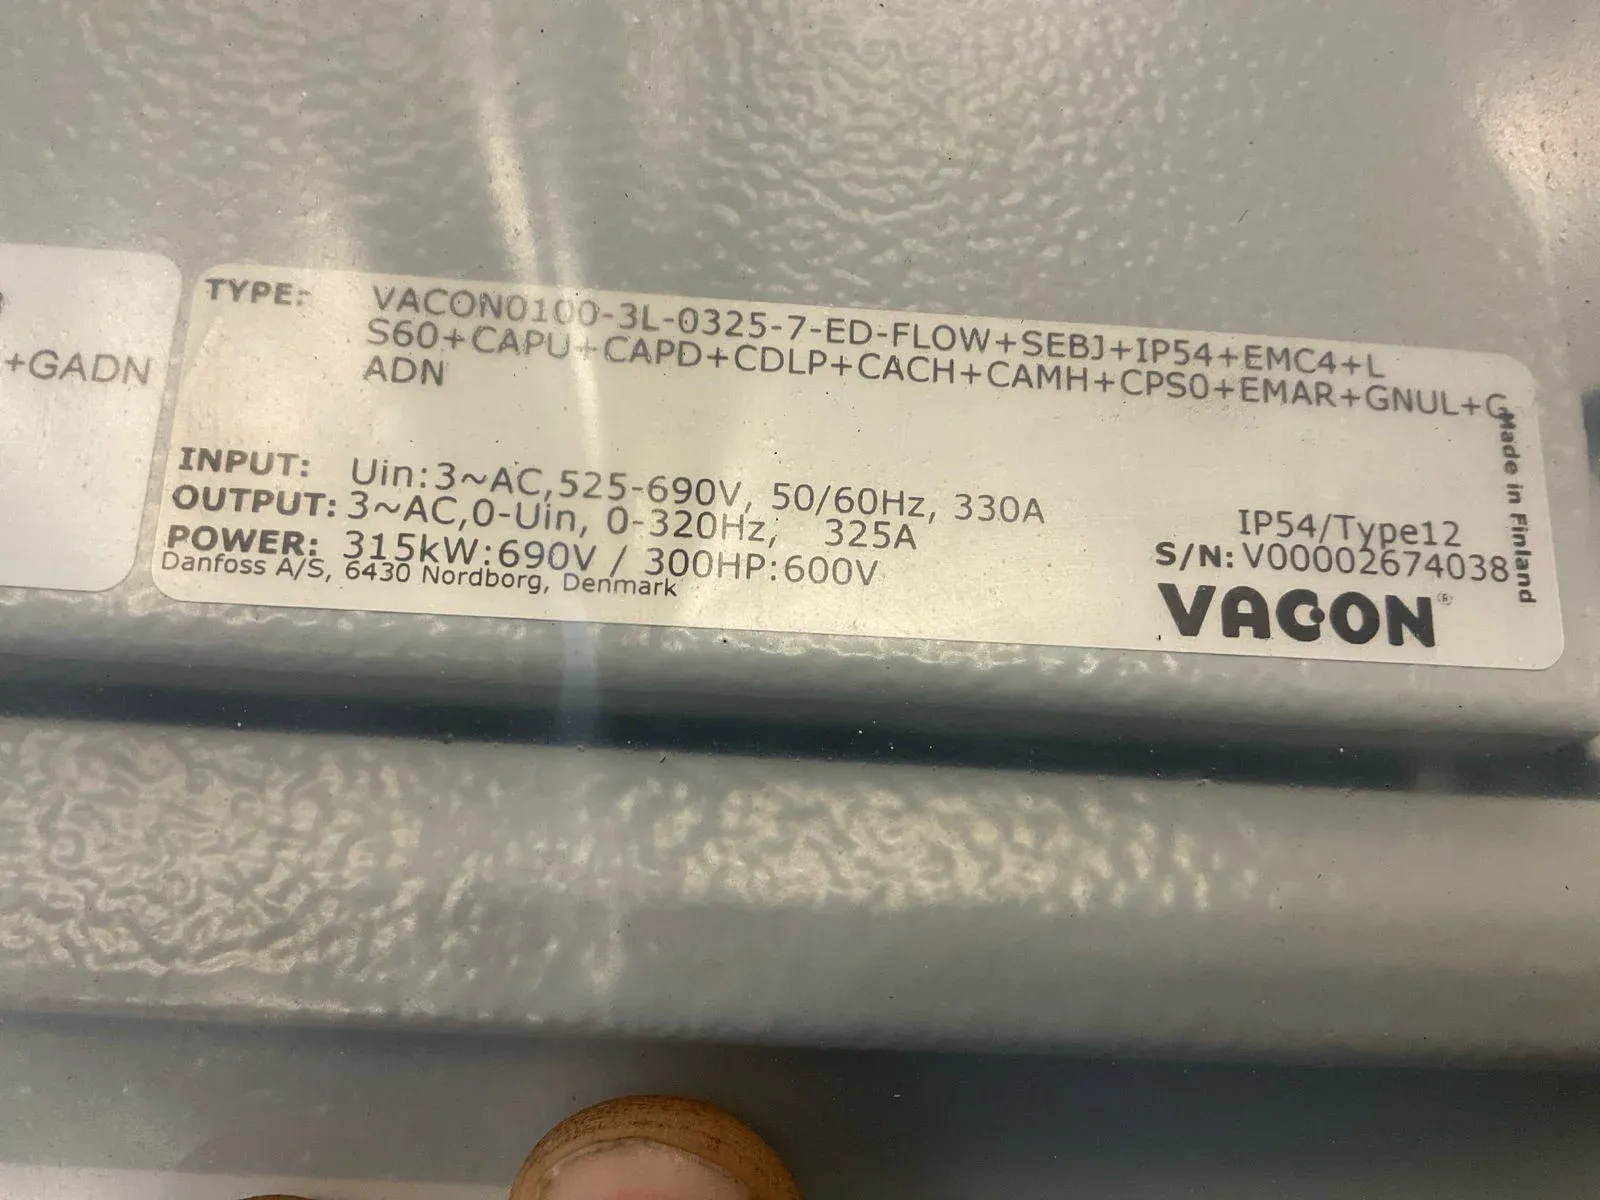 +GADN
TYPE: VACON0100-3L-0325-7-ED-FLOW+SEBJ+IP54+EMC4+L
S60+CAPU+CAPD+CDLP+CACH+CAMH+CPS0+EMAR+GNUL+G
ADN
INPUT: Uin:3~AC,525-690V, 50/60Hz, 330A
OUTPUT: 3~AC,0-Uin, 0-320Hz; 325A
POWER: 315kW:690V / 300HP:600V
Danfoss A/S, 6430 Nordborg, Denmark
IP54/Type12
S/N: V00002674038
VACON®
Made in Finland